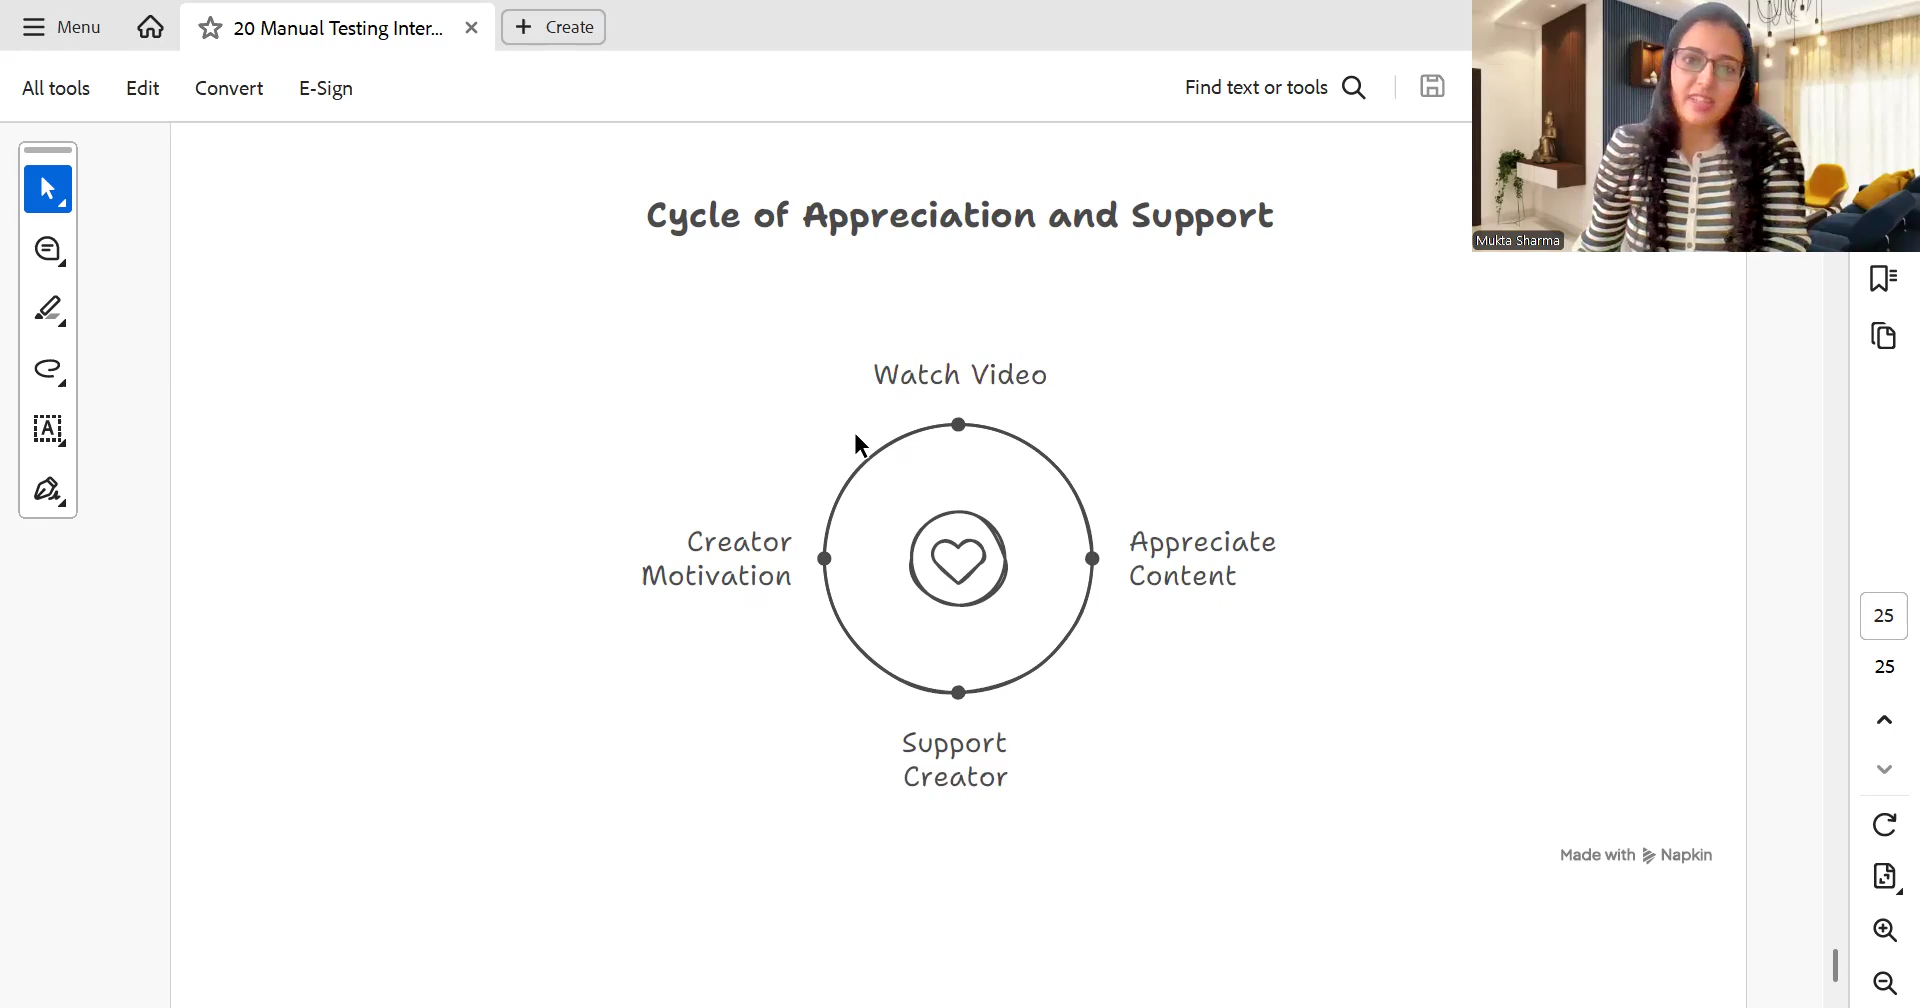 Menu
20 Manual Testing Inter...
Create
All tools
Edit
Convert
E-Sign
Find text or tools
Mukta Sharma
Cycle of Appreciation and Support
Watch Video
Creator
Motivation
Appreciate
Content
Support
Creator
A
25
25
Made with Napkin